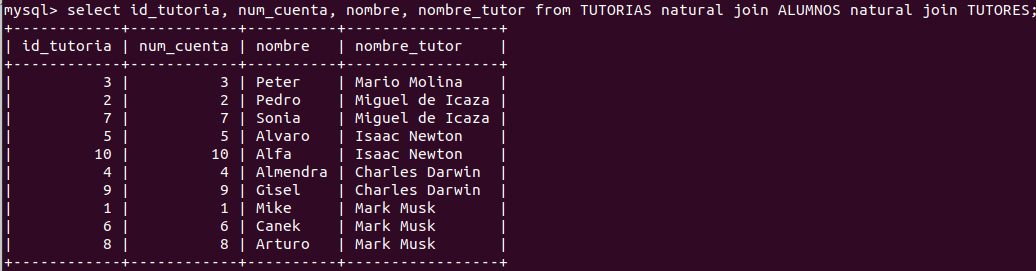 mysql> select id_tutoria, num_cuenta, nombre, nombre_tutor from TUTORIAS natural join ALUMNOS natural join TUTORES;
+------------+------------+----------+-----------------+
| id_tutoria | num_cuenta | nombre   | nombre_tutor    |
+------------+------------+----------+-----------------+
|          3 |          3 | Peter    | Mario Molina    |
|          2 |          2 | Pedro    | Miguel de Icaza |
|          7 |          7 | Sonia    | Miguel de Icaza |
|          5 |          5 | Alvaro   | Isaac Newton    |
|         10 |         10 | Alfa     | Isaac Newton    |
|          4 |          4 | Almendra | Charles Darwin  |
|          9 |          9 | Gisel    | Charles Darwin  |
|          1 |          1 | Mike     | Mark Musk       |
|          6 |          6 | Canek    | Mark Musk       |
|          8 |          8 | Arturo   | Mark Musk       |
+------------+------------+----------+-----------------+